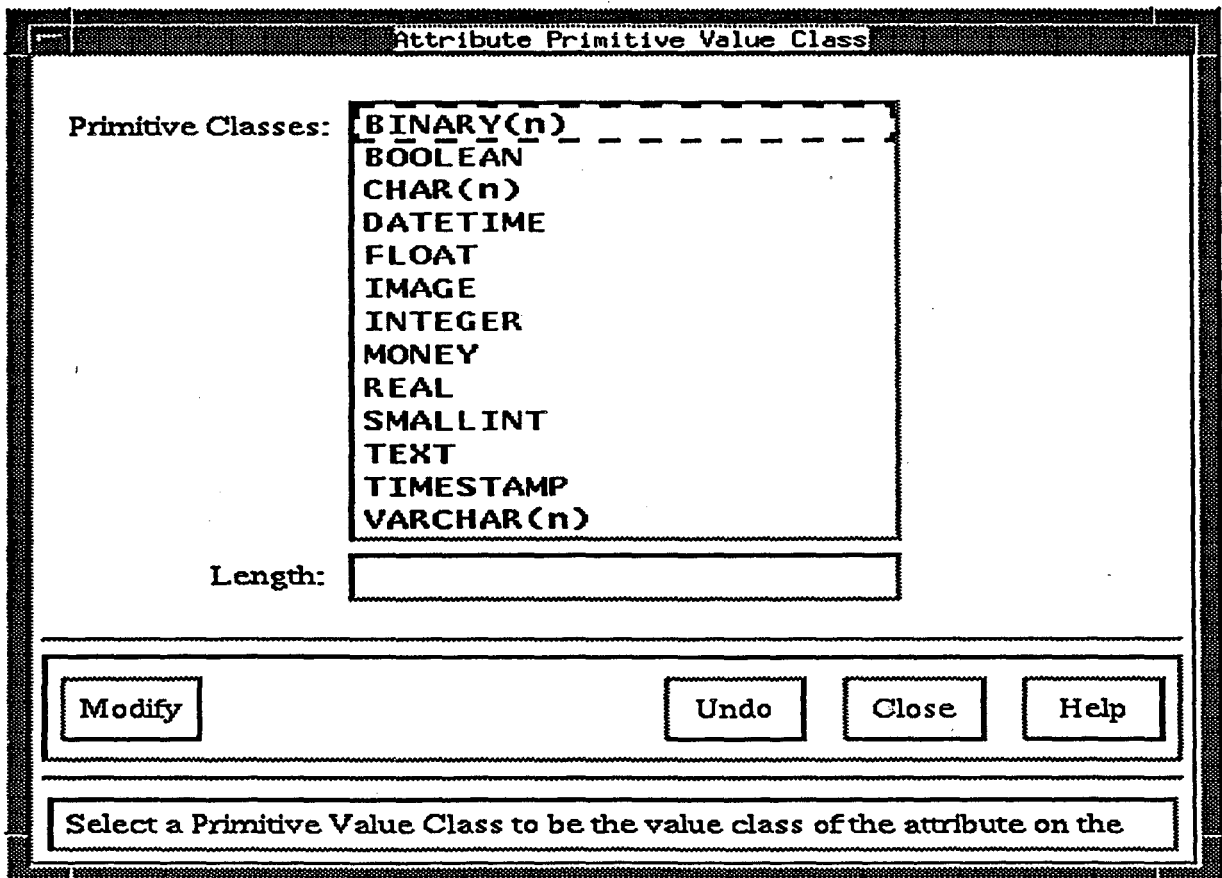 Attribute Primitive Value Class
Primitive Classes:
BINARY(n)
BOOLEAN
CHAR(n)
DATETIME
FLOAT
IMAGE
INTEGER
MONEY
REAL
SMALLINT
TEXT
TIMESTAMP
VARCHAR(n)
Length:
Modify Undo Close Help
Select a Primitive Value Class to be the value class of the attribute on the